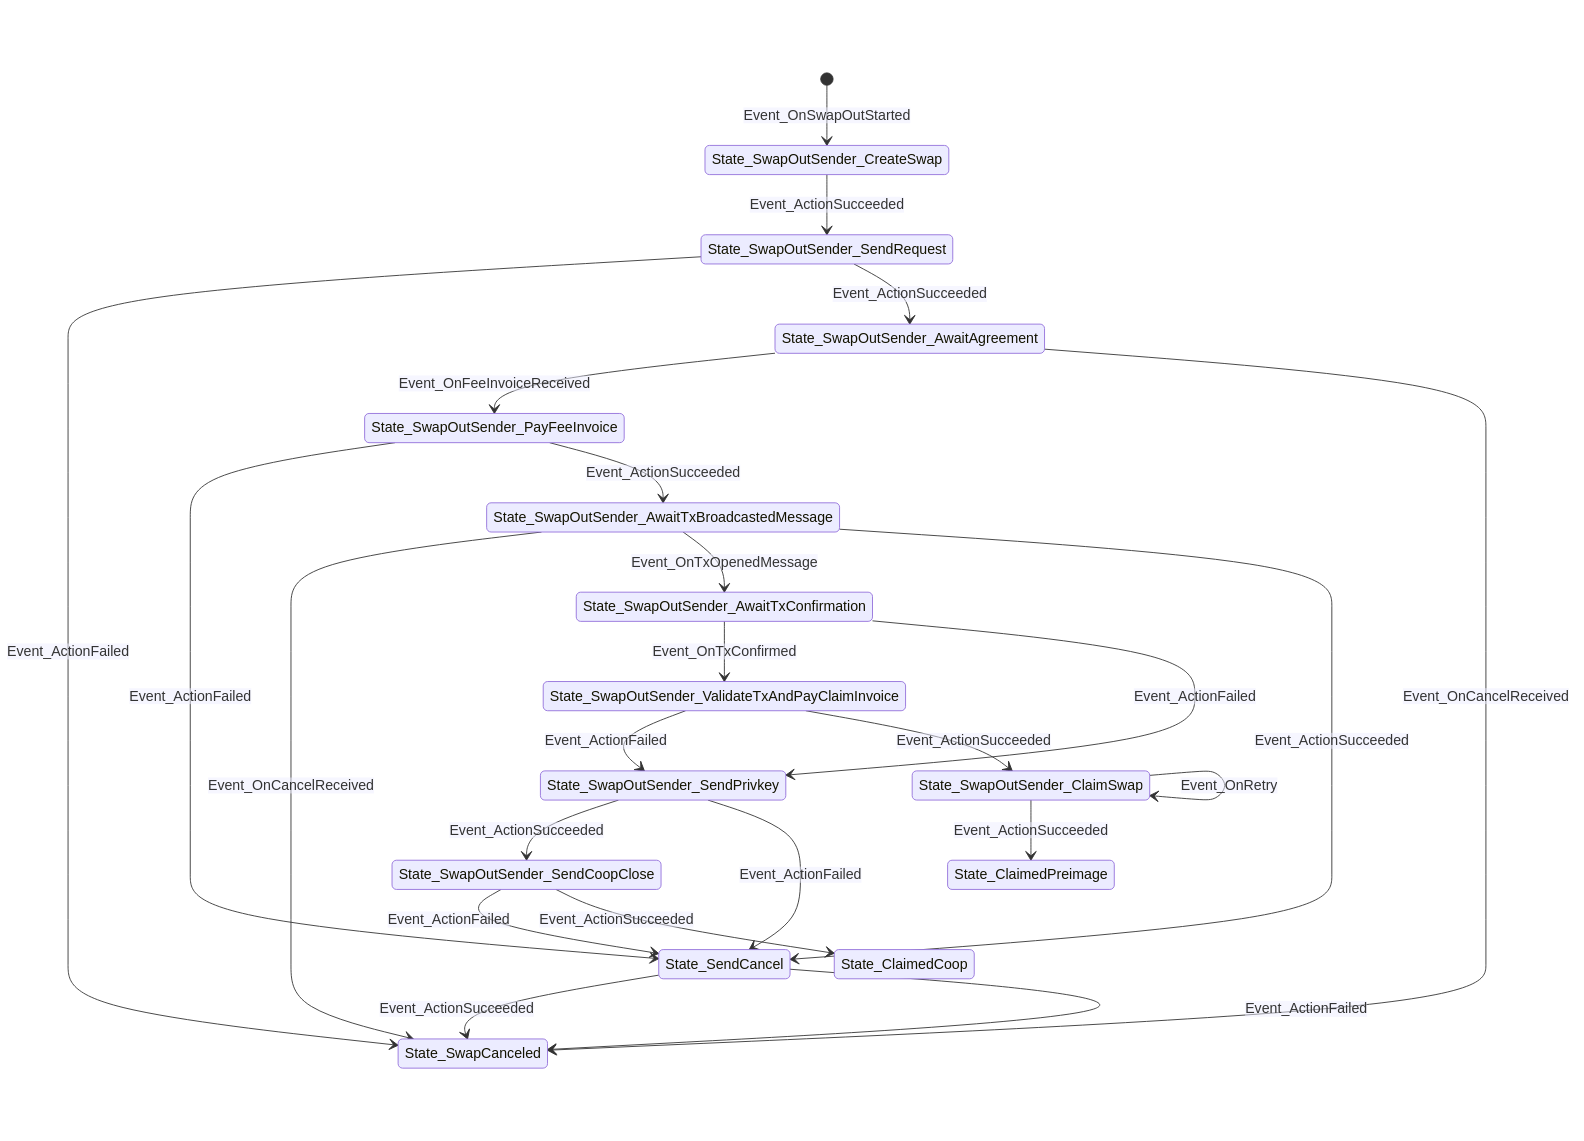 Event_OnSwapOutStarted
State_SwapOutSender_CreateSwap
Event_ActionSucceeded
State_SwapOutSender_SendRequest
Event_ActionSucceeded
State_SwapOutSender_AwaitAgreement
Event_OnFeeInvoiceReceived
State_SwapOutSender_PayFeeInvoice
Event_ActionSucceeded
State_SwapOutSender_AwaitTxBroadcastedMessage
Event_OnTxOpenedMessage
State_SwapOutSender_AwaitTxConfirmation
Event_ActionFailed
Event_OnTxConfirmed
State_SwapOutSender_ValidateTxAndPayClaimInvoice
Event_ActionFailed
Event_ActionFailed
Event_OnCancelReceived
Event_ActionFailed
Event_ActionSucceeded
Event_ActionSucceeded
Event_OnCancelReceived
State_SwapOutSender_SendPrivkey
State_SwapOutSender_ClaimSwap
Event_OnRetry
Event_ActionSucceeded
Event_ActionSucceeded
State_SwapOutSender_SendCoopClose
Event_ActionFailed
State_ClaimedPreimage
Event_ActionFailed
Event_ActionSucceeded
State_SendCancel
State_ClaimedCoop
Event_ActionSucceeded
Event_ActionFailed
State_SwapCanceled